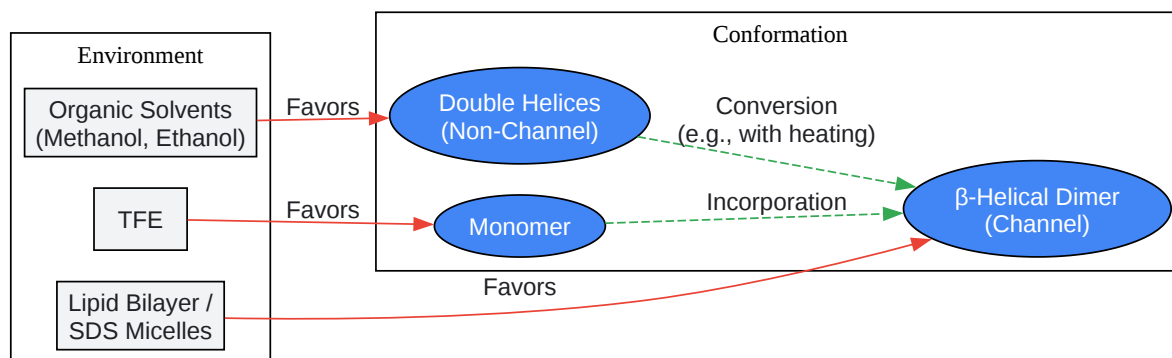 Environment
Organic Solvents
(Methanol, Ethanol)
TFE
Lipid Bilayer /
SDS Micelles
Favors
Favors
Favors
Conformation
Double Helices
(Non-Channel)
Monomer
Conversion
(e.g., with heating)
Incorporation
β-Helical Dimer
(Channel)